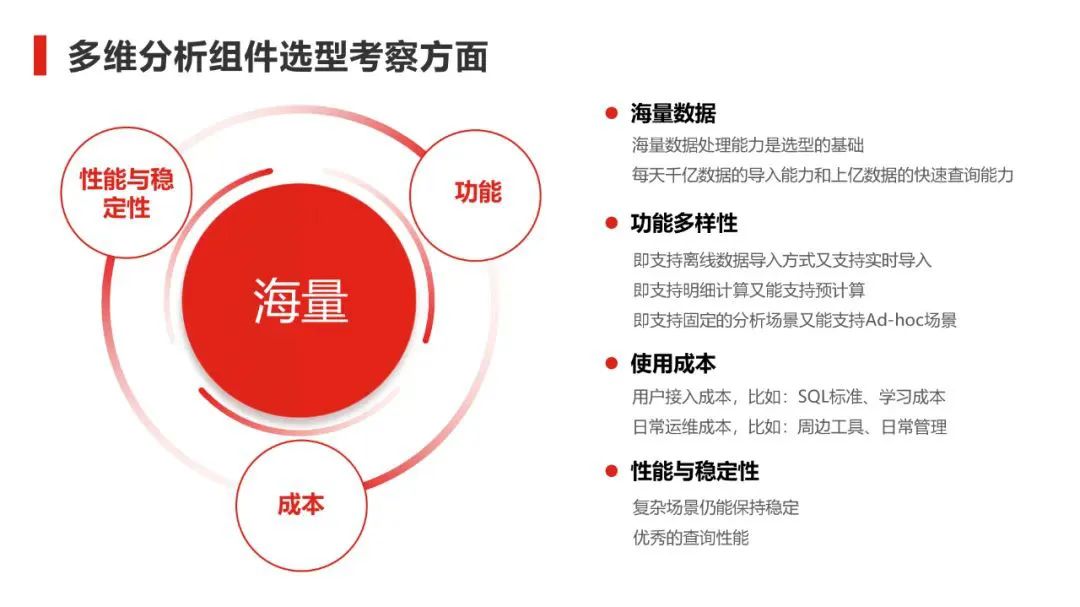 多维分析组件选型考察方面
性能与稳
定性
功能
海量
成本
海量数据
海量数据处理能力是选型的基础
每天千亿数据的导入能力和上亿数据的快速查询能力
功能多样性
即支持离线数据导入方式又支持实时导入
即支持明细计算又能支持预计算
即支持固定的分析场景又能支持Ad-hoc场景
使用成本
用户接入成本，比如：SQL标准、学习成本
日常运维成本，比如：周边工具、日常管理
性能与稳定性
复杂场景仍能保持稳定
优秀的查询性能